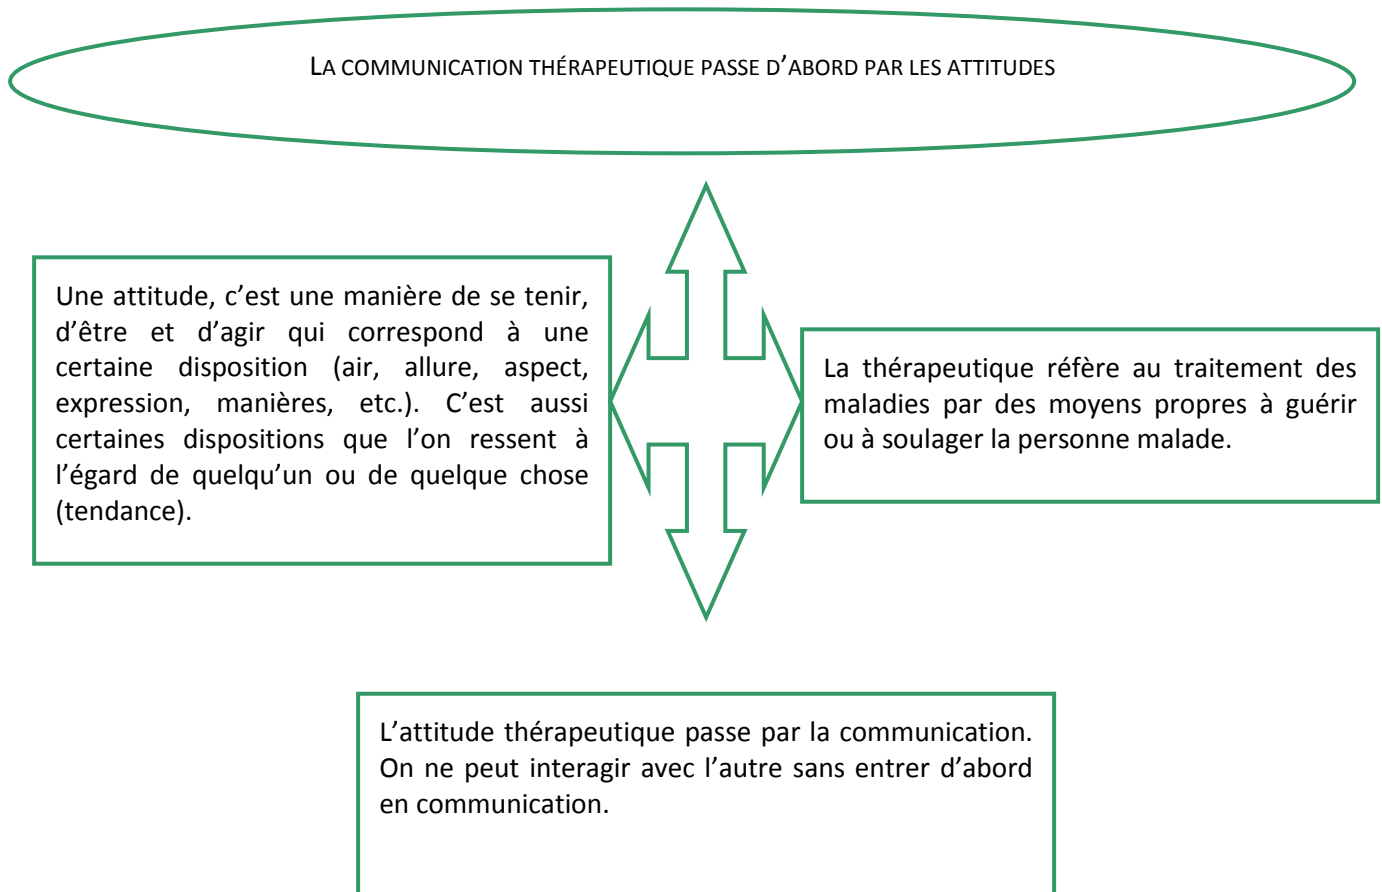 LA COMMUNICATION THÉRAPEUTIQUE PASSE D’ABORD PAR LES ATTITUDES
Une attitude, c’est une manière de se tenir,
d’être et d’agir qui correspond à une
certaine disposition (air, allure, aspect,
expression, manières, etc.). C’est aussi
certaines dispositions que l’on ressent à
l’égard de quelqu’un ou de quelque chose
(tendance).
La thérapeutique réfère au traitement des
maladies par des moyens propres à guérir
ou à soulager la personne malade.
L’attitude thérapeutique passe par la communication.
On ne peut interagir avec l’autre sans entrer d’abord
en communication.